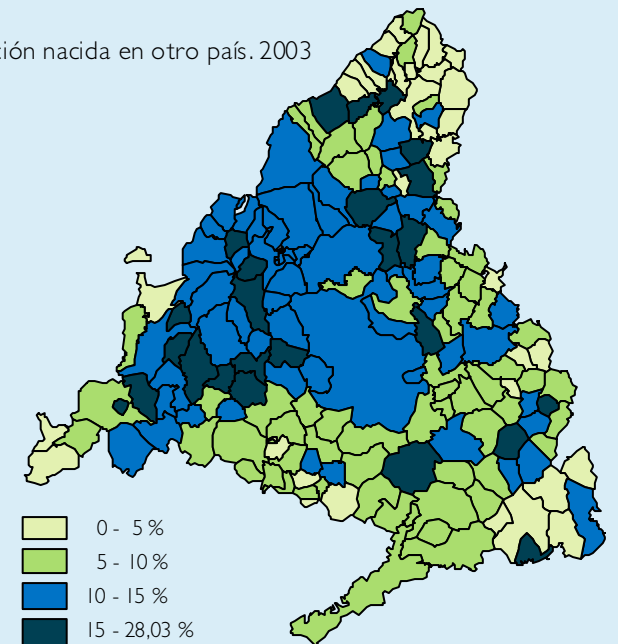 ción nacida en otro país. 2003
0 - 5 %
5 - 10 %
10 - 15 %
15 - 28,03 %